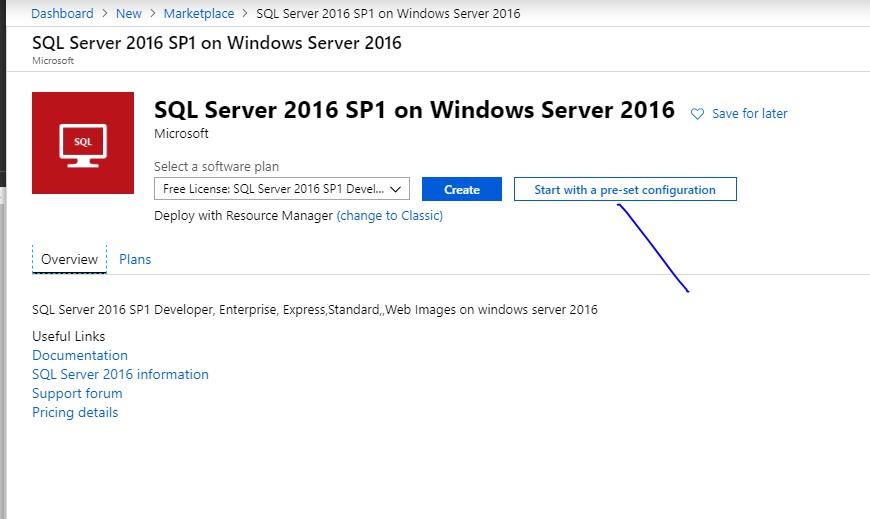 Dashboard > New > Marketplace > SQL Server 2016 SP1 on Windows Server 2016
SQL Server 2016 SP1 on Windows Server 2016
Microsoft
SQL
SQL Server 2016 SP1 on Windows Server 2016
Save for later
Microsoft
Select a software plan
Free License: SQL Server 2016 SP1 Devel...
Create
Start with a pre-set configuration
Deploy with Resource Manager (change to Classic)
Overview
Plans
SQL Server 2016 SP1 Developer, Enterprise, Express,Standard,,Web Images on windows server 2016
Useful Links
Documentation
SQL Server 2016 information
Support forum
Pricing details